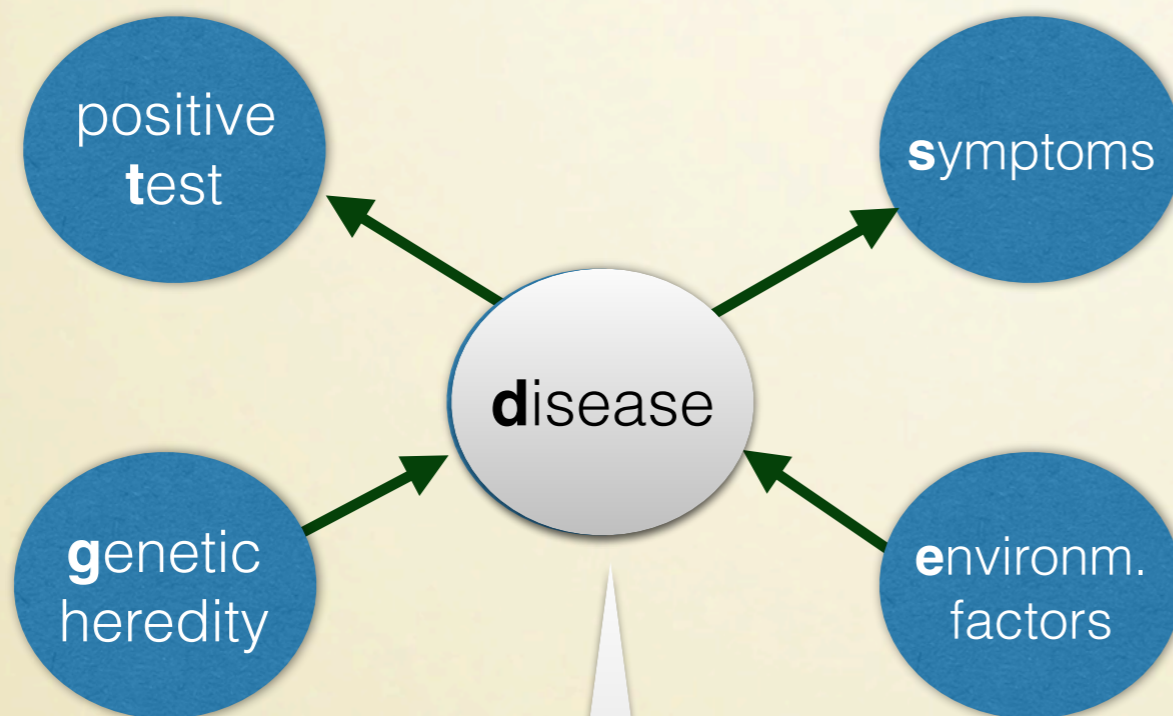 positive
test
symptoms
disease
genetic
heredity
environm.
factors